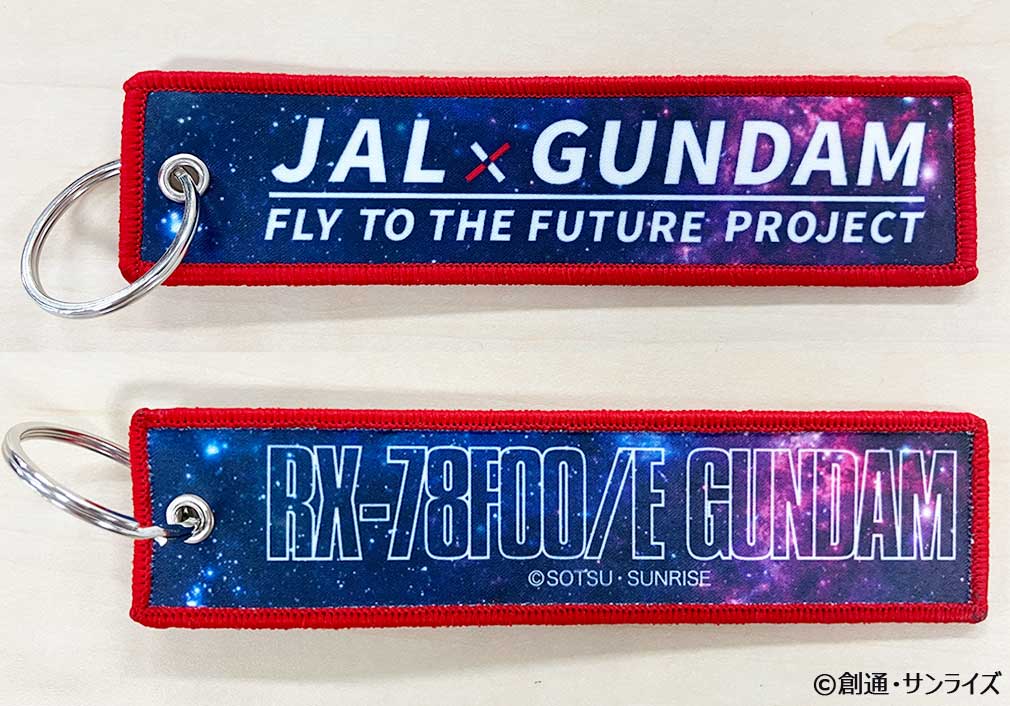 JAL × GUNDAM
FLY TO THE FUTURE PROJECT
RX-78F00/E GUNDAM
©SOTSU・SUNRISE
©創通・サンライズ